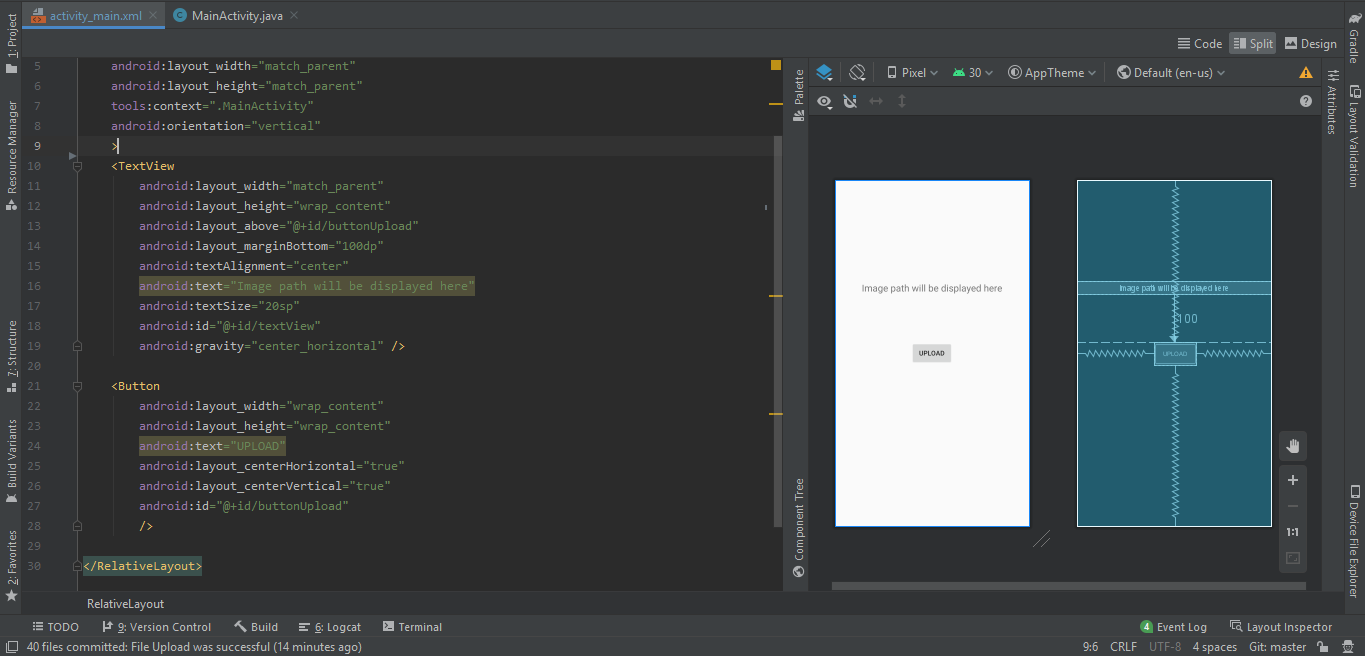 activity_main.xml
MainActivity.java
Code
Split
Design
1: Project
Resource Manager
7: Structure
Build Variants
2: Favorites
5 android:layout_width="match_parent"
6 android:layout_height="match_parent"
7 tools:context=".MainActivity"
8 android:orientation="vertical"
9 >
10 <TextView
11 android:layout_width="match_parent"
12 android:layout_height="wrap_content"
13 android:layout_above="@+id/buttonUpload"
14 android:layout_marginBottom="100dp"
15 android:textAlignment="center"
16 android:text="Image path will be displayed here"
17 android:textSize="20sp"
18 android:id="@+id/textView"
19 android:gravity="center_horizontal" />
20
21 <Button
22 android:layout_width="wrap_content"
23 android:layout_height="wrap_content"
24 android:text="UPLOAD"
25 android:layout_centerHorizontal="true"
26 android:layout_centerVertical="true"
27 android:id="@+id/buttonUpload"
28 />
29
30 </RelativeLayout>
RelativeLayout
Palette
Component Tree
Pixel
30
AppTheme
Default (en-us)
Image path will be displayed here
UPLOAD
Image path will be displayed here
100
UPLOAD
1:1
Attributes
Gradle
Layout Validation
Device File Explorer
TODO
9: Version Control
Build
6: Logcat
Terminal
4 Event Log
Layout Inspector
40 files committed: File Upload was successful (14 minutes ago)
9:6 CRLF UTF-8 4 spaces Git: master